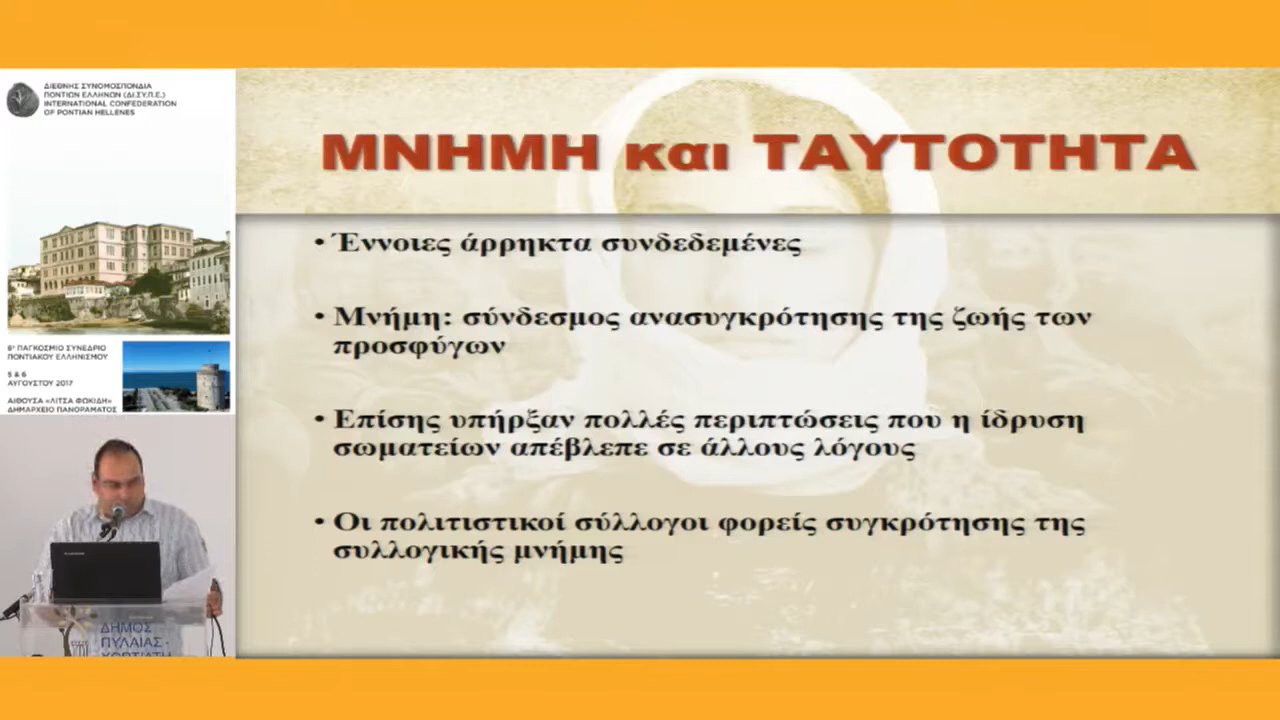 ΔΙΕΘΝΗΣ ΣΥΝΟΜΟΣΠΟΝΔΙΑ
ΠΟΝΤΙΩΝ ΕΛΛΗΝΩΝ (ΔΙ.ΣΥ.Π.Ε.)
INTERNATIONAL CONFEDERATION
OF PONTIAN HELLENES
8º ΠΑΓΚΟΣΜΙΟ ΣΥΝΕΔΡΙΟ
ΠΟΝΤΙΑΚΟΥ ΕΛΛΗΝΙΣΜΟΥ
5 & 6
ΑΥΓΟΥΣΤΟΥ 2017
ΑΙΘΟΥΣΑ «ΛΙΤΣΑ ΦΩΚΙΔΗ»
ΔΗΜΑΡΧΕΙΟ ΠΑΝΟΡΑΜΑΤΟΣ
ΜΝΗΜΗ και ΤΑΥΤΟΤΗΤΑ
• Έννοιες άρρηκτα συνδεδεμένες
• Μνήμη: σύνδεσμος ανασυγκρότησης της ζωής των
προσφύγων
• Επίσης υπήρξαν πολλές περιπτώσεις που η ίδρυση
σωματείων απέβλεπε σε άλλους λόγους
• Οι πολιτιστικοί σύλλογοι φορείς συγκρότησης της
συλλογικής μνήμης
ΔΗΜΟΣ
ΠΥΛΑΙΑΣ -
ΧΟΡΤΙΑΤΗ